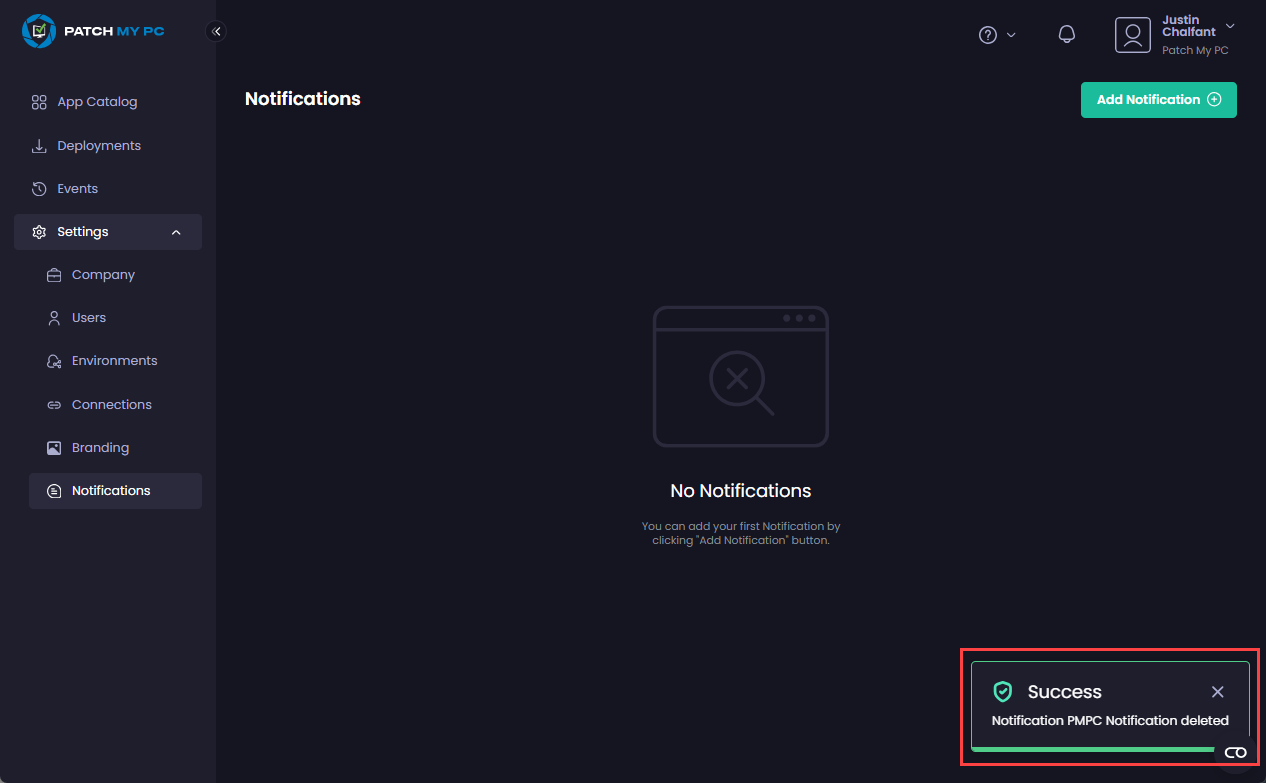 PATCH MY PC
Justin
Chalfant
Patch My PC
App Catalog
Deployments
Events
Settings
Company
Users
Environments
Connections
Branding
Notifications
Notifications
Add Notification
No Notifications
You can add your first Notification by
clicking "Add Notification" button.
Success
Notification PMPC Notification deleted